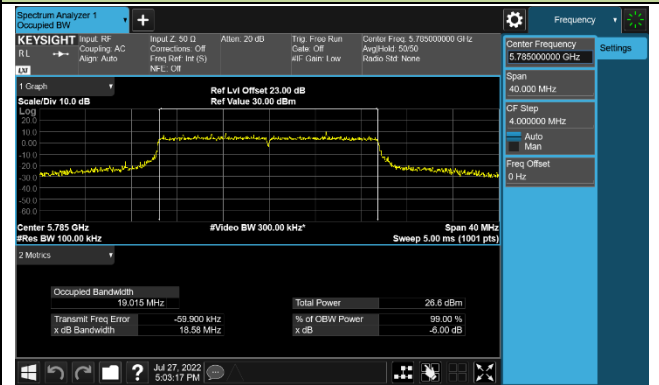 Spectrum Analyzer 1
Occupied BW
Frequency
KEYSIGHT
RL
Input: RF
Coupling: AC
Align: Auto
Input Z: 50 Ω
Corrections: Off
Freq Ref: Int (S)
NFE: Off
Atten: 20 dB
Trig: Free Run
Gate: Off
#IF Gain: Low
Center Freq: 5.785000000 GHz
Avg|Hold: 50/50
Radio Std: None
LXI
Center Frequency
5.785000000 GHz
Settings
Span
40.000 MHz
CF Step
4.000000 MHz
Auto
Man
Freq Offset
0 Hz
1 Graph
Scale/Div 10.0 dB
Ref Lvl Offset 23.00 dB
Ref Value 30.00 dBm
Log
20.0
10.0
0.00
-10.0
-20.0
-30.0
-40.0
-50.0
-60.0
Center 5.785 GHz
#Video BW 300.00 kHz*
Span 40 MHz
#Res BW 100.00 kHz
Sweep 5.00 ms (1001 pts)
2 Metrics
Occupied Bandwidth
19.015 MHz
Total Power 26.6 dBm
Transmit Freq Error -59.900 kHz
% of OBW Power 99.00 %
x dB Bandwidth 18.58 MHz
x dB -6.00 dB
Jul 27, 2022
5:03:17 PM